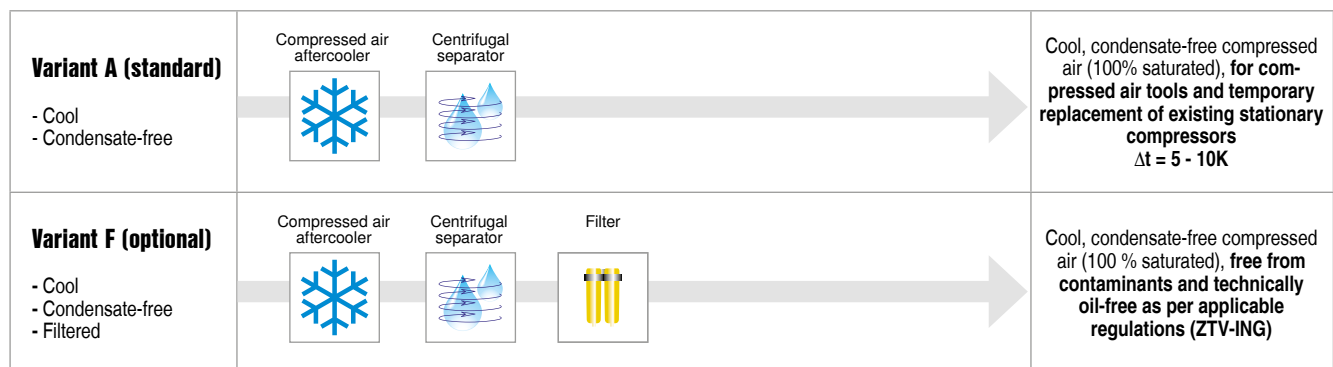 Variant A (standard)
- Cool
- Condensate-free
Compressed air
aftercooler
Centrifugal
separator
Cool, condensate-free compressed
air (100% saturated), for com-
pressed air tools and temporary
replacement of existing stationary
compressors
Δt = 5 - 10K
Variant F (optional)
- Cool
- Condensate-free
- Filtered
Compressed air
aftercooler
Centrifugal
separator
Filter
Cool, condensate-free compressed
air (100 % saturated), free from
contaminants and technically
oil-free as per applicable
regulations (ZTV-ING)